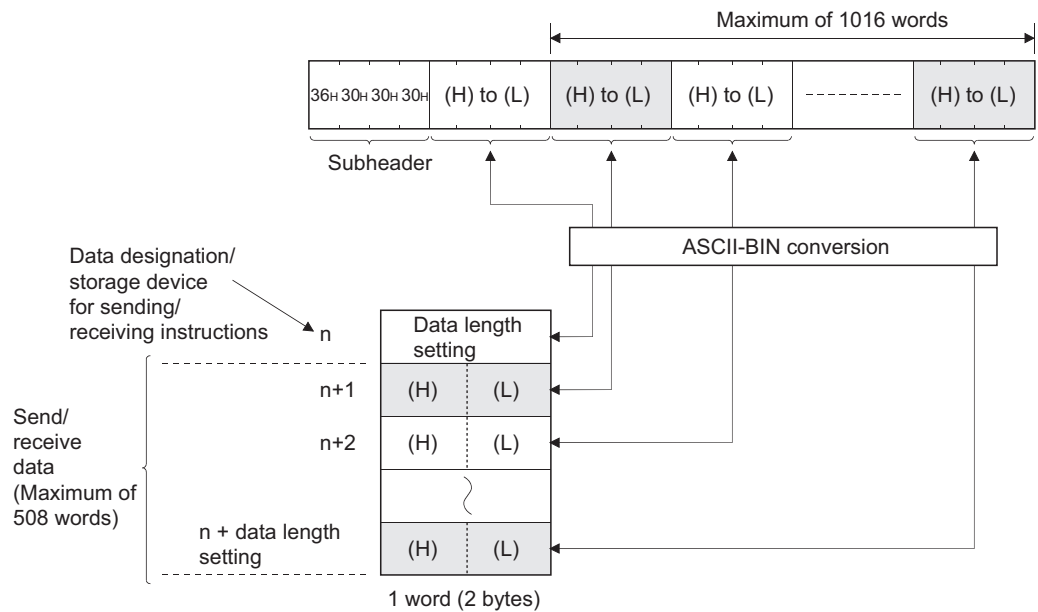 Maximum of 1016 words
36H 30H 30H 30H (H) to (L) (H) to (L) (H) to (L) (H) to (L)
Subheader
ASCII-BIN conversion
Data designation/
storage device
for sending/
receiving instructions
n
Data length
setting
n+1 (H) (L)
n+2 (H) (L)
Send/
receive
data
(Maximum of
508 words)
n + data length
setting
(H) (L)
1 word (2 bytes)